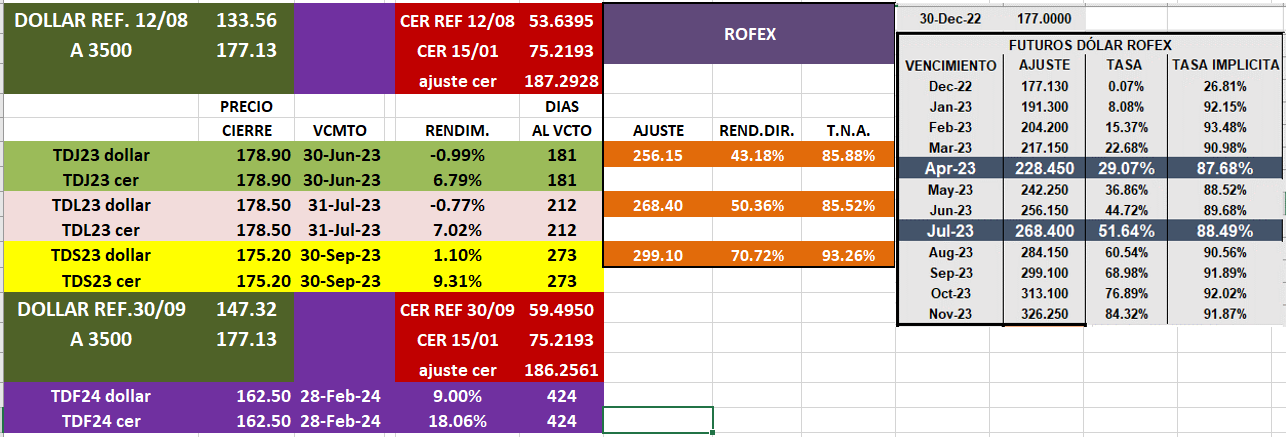 DOLLAR REF. 12/08 133.56 CER REF 12/08 53.6395
A 3500 177.13 CER 15/01 75.2193
ajuste cer 187.2928
PRECIO DIAS
CIERRE VCMTO RENDIM. AL VCTO
TDJ23 dollar 178.90 30-Jun-23 -0.99% 181
TDJ23 cer 178.90 30-Jun-23 6.79% 181
TDL23 dollar 178.50 31-Jul-23 -0.77% 212
TDL23 cer 178.50 31-Jul-23 7.02% 212
TDS23 dollar 175.20 30-Sep-23 1.10% 273
TDS23 cer 175.20 30-Sep-23 9.31% 273
DOLLAR REF.30/09 147.32 CER REF 30/09 59.4950
A 3500 177.13 CER 15/01 75.2193
ajuste cer 186.2561
TDF24 dollar 162.50 28-Feb-24 9.00% 424
TDF24 cer 162.50 28-Feb-24 18.06% 424
ROFEX
AJUSTE REND.DIR. T.N.A.
256.15 43.18% 85.88%
268.40 50.36% 85.52%
299.10 70.72% 93.26%
30-Dec-22 177.0000
FUTUROS DÓLAR ROFEX
VENCIMIENTO AJUSTE TASA TASA IMPLICITA
Dec-22 177.130 0.07% 26.81%
Jan-23 191.300 8.08% 92.15%
Feb-23 204.200 15.37% 93.48%
Mar-23 217.150 22.68% 90.98%
Apr-23 228.450 29.07% 87.68%
May-23 242.250 36.86% 88.52%
Jun-23 256.150 44.72% 89.68%
Jul-23 268.400 51.64% 88.49%
Aug-23 284.150 60.54% 90.56%
Sep-23 299.100 68.98% 91.89%
Oct-23 313.100 76.89% 92.02%
Nov-23 326.250 84.32% 91.87%